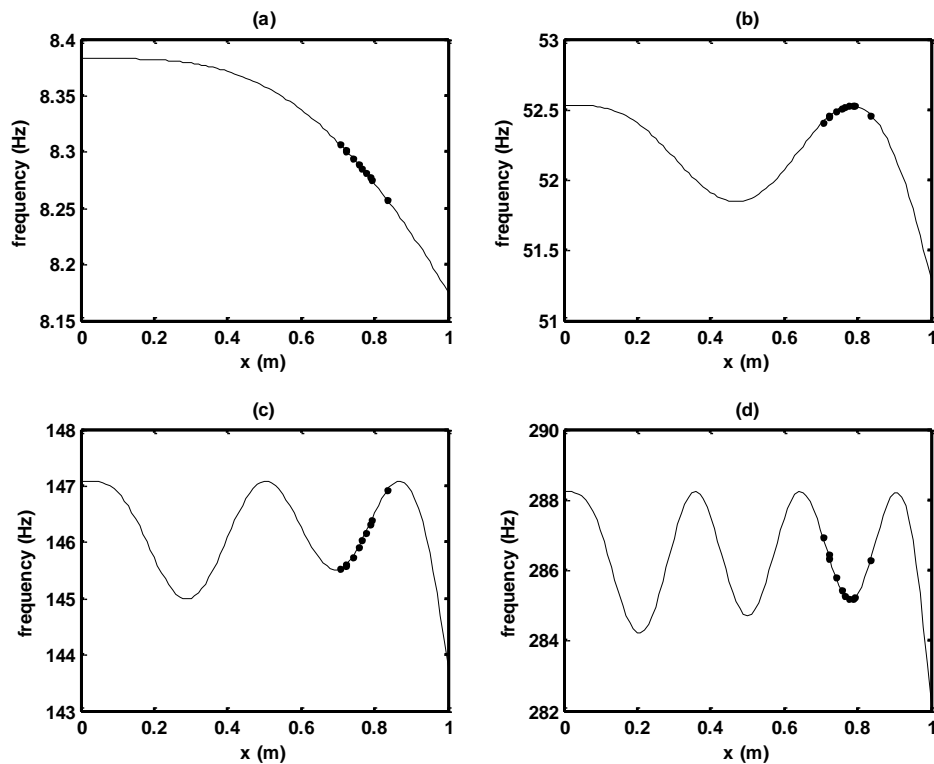 (a)
8.4
8.35
8.3
8.25
8.2
8.15
frequency (Hz)
0 0.2 0.4 0.6 0.8 1
x (m)
(b)
53
52.5
52
51.5
51
frequency (Hz)
0 0.2 0.4 0.6 0.8 1
x (m)
(c)
148
147
146
145
144
143
frequency (Hz)
0 0.2 0.4 0.6 0.8 1
x (m)
(d)
290
288
286
284
282
frequency (Hz)
0 0.2 0.4 0.6 0.8 1
x (m)